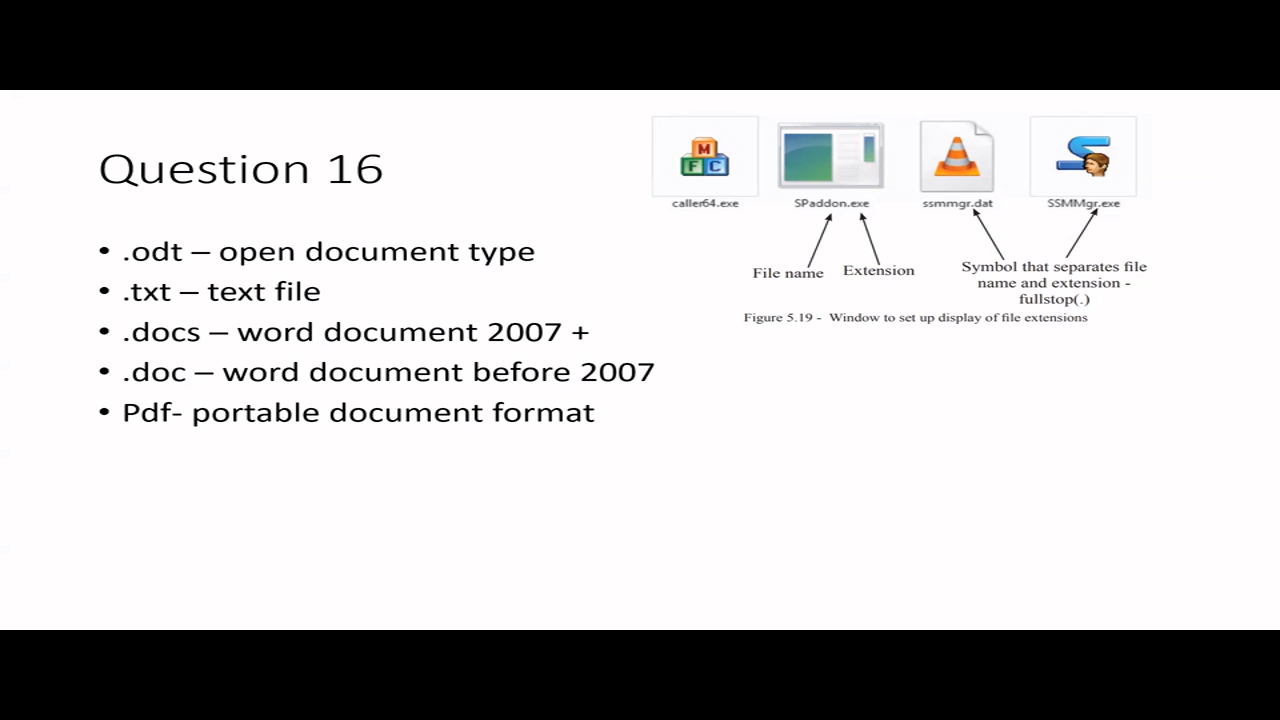 Question 16
• .odt – open document type
• .txt – text file
• .docs – word document 2007 +
• .doc – word document before 2007
• Pdf- portable document format
M
F C
caller64.exe SPaddon.exe ssmmgr.dat SSMMgr.exe
File name Extension
Symbol that separates file
name and extension -
fullstop(.)
Figure 5.19 - Window to set up display of file extensions